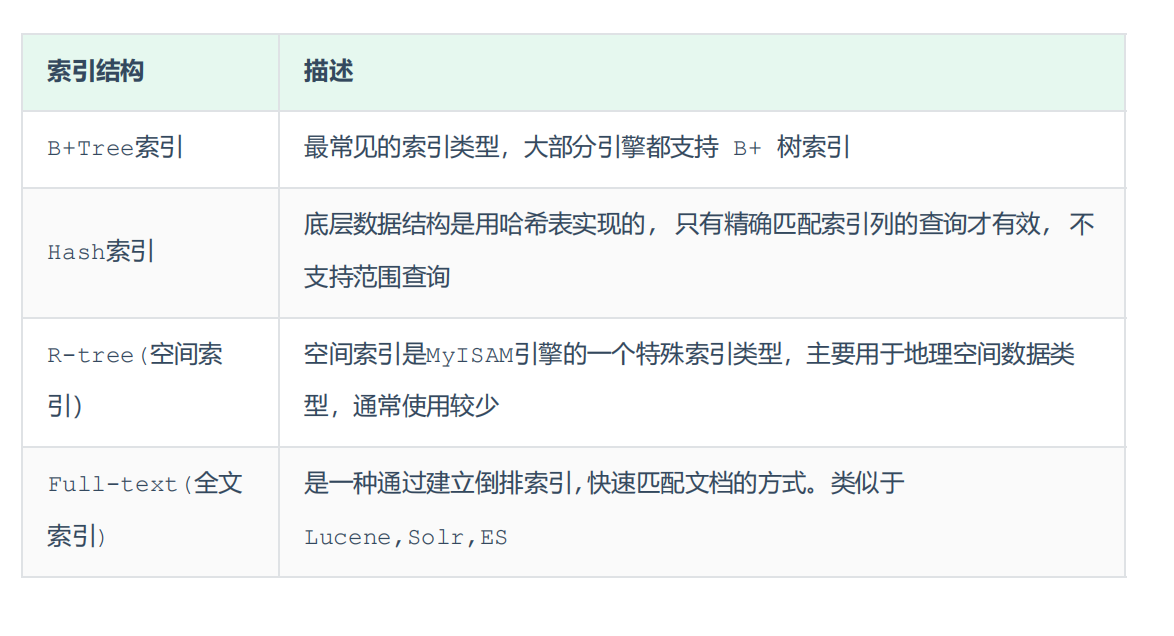 索引结构 描述
B+Tree索引 最常见的索引类型，大部分引擎都支持 B+ 树索引
Hash索引 底层数据结构是用哈希表实现的, 只有精确匹配索引列的查询才有效, 不
支持范围查询
R-tree(空间索
引) 空间索引是MyISAM引擎的一个特殊索引类型，主要用于地理空间数据类
型，通常使用较少
Full-text(全文
索引) 是一种通过建立倒排索引,快速匹配文档的方式。类似于
Lucene,Solr,ES